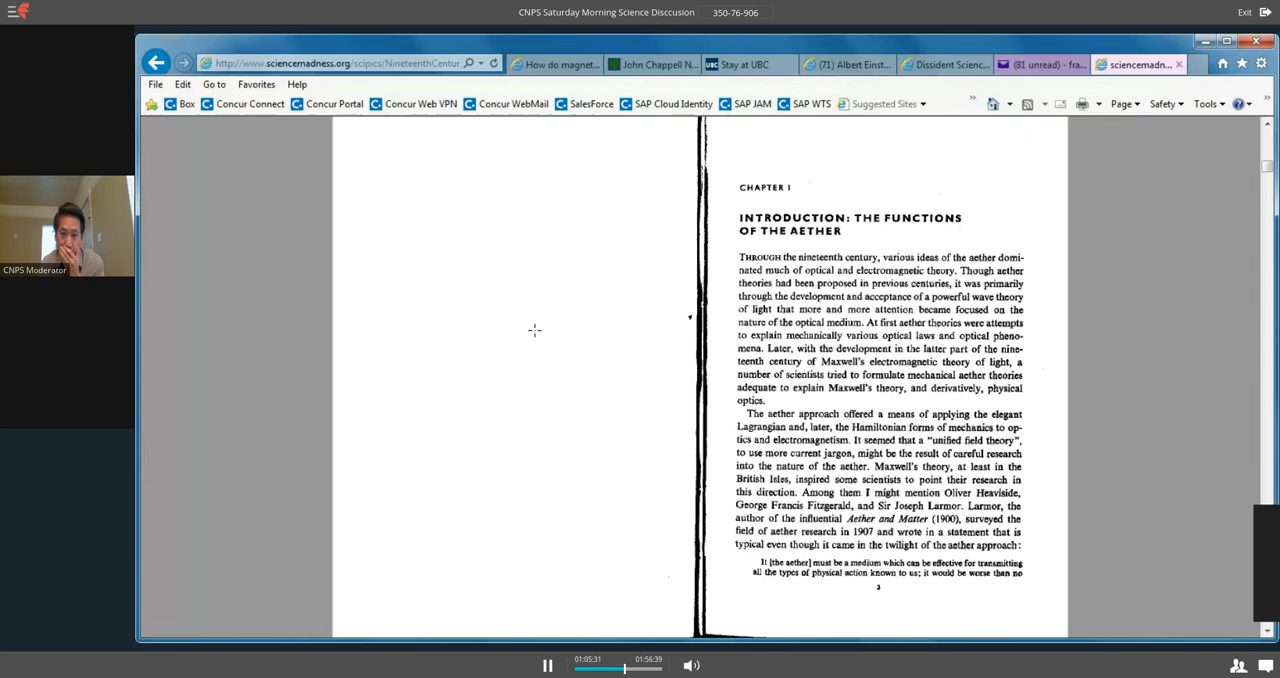 CNPS Saturday Morning Science Disccusion 350-76-906 Exit
http://www.sciencemadness.org/scipics/NineteenthCentur
How do magnet...
John Chappell N...
UBC Stay at UBC
(71) Albert Einst...
Dissident Scienc...
(81 unread) - fra...
sciencemadn...
File Edit Go to Favorites Help
Box Concur Connect Concur Portal Concur Web VPN Concur WebMail SalesForce SAP Cloud Identity SAP JAM SAP WTS Suggested Sites Page Safety Tools
CNPS Moderator
CHAPTER I
INTRODUCTION: THE FUNCTIONS
OF THE AETHER
THROUGH the nineteenth century, various ideas of the aether domi-
nated much of optical and electromagnetic theory. Though aether
theories had been proposed in previous centuries, it was primarily
through the development and acceptance of a powerful wave theory
of light that more and more attention became focused on the
nature of the optical medium. At first aether theories were attempts
to explain mechanically various optical laws and optical pheno-
mena. Later, with the development in the latter part of the nine-
teenth century of Maxwell's electromagnetic theory of light, a
number of scientists tried to formulate mechanical aether theories
adequate to explain Maxwell's theory, and derivatively, physical
optics.
The aether approach offered a means of applying the elegant
Lagrangian and, later, the Hamiltonian forms of mechanics to op-
tics and electromagnetism. It seemed that a "unified field theory",
to use more current jargon, might be the result of careful research
into the nature of the aether. Maxwell's theory, at least in the
British Isles, inspired some scientists to point their research in
this direction. Among them I might mention Oliver Heaviside,
George Francis Fitzgerald, and Sir Joseph Larmor. Larmor, the
author of the influential Aether and Matter (1900), surveyed the
field of aether research in 1907 and wrote in a statement that is
typical even though it came in the twilight of the aether approach:
It [the aether] must be a medium which can be effective for transmitting
all the types of physical action known to us; it would be worse than no
3
01:05:31 01:56:39